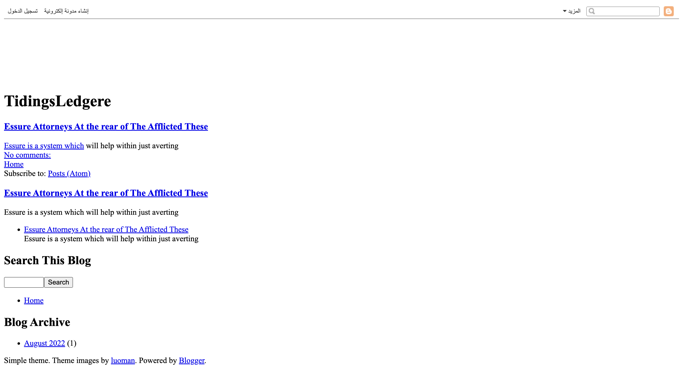 المزيد
إنشاء مدونة إلكترونية تسجيل الدخول
TidingsLedgere
Essure Attorneys At the rear of The Afflicted These
Essure is a system which will help within just averting
No comments:
Home
Subscribe to: Posts (Atom)
Essure Attorneys At the rear of The Afflicted These
Essure is a system which will help within just averting
Essure Attorneys At the rear of The Afflicted These
Essure is a system which will help within just averting
Search This Blog
Search
Home
Blog Archive
August 2022 (1)
Simple theme. Theme images by luoman. Powered by Blogger.